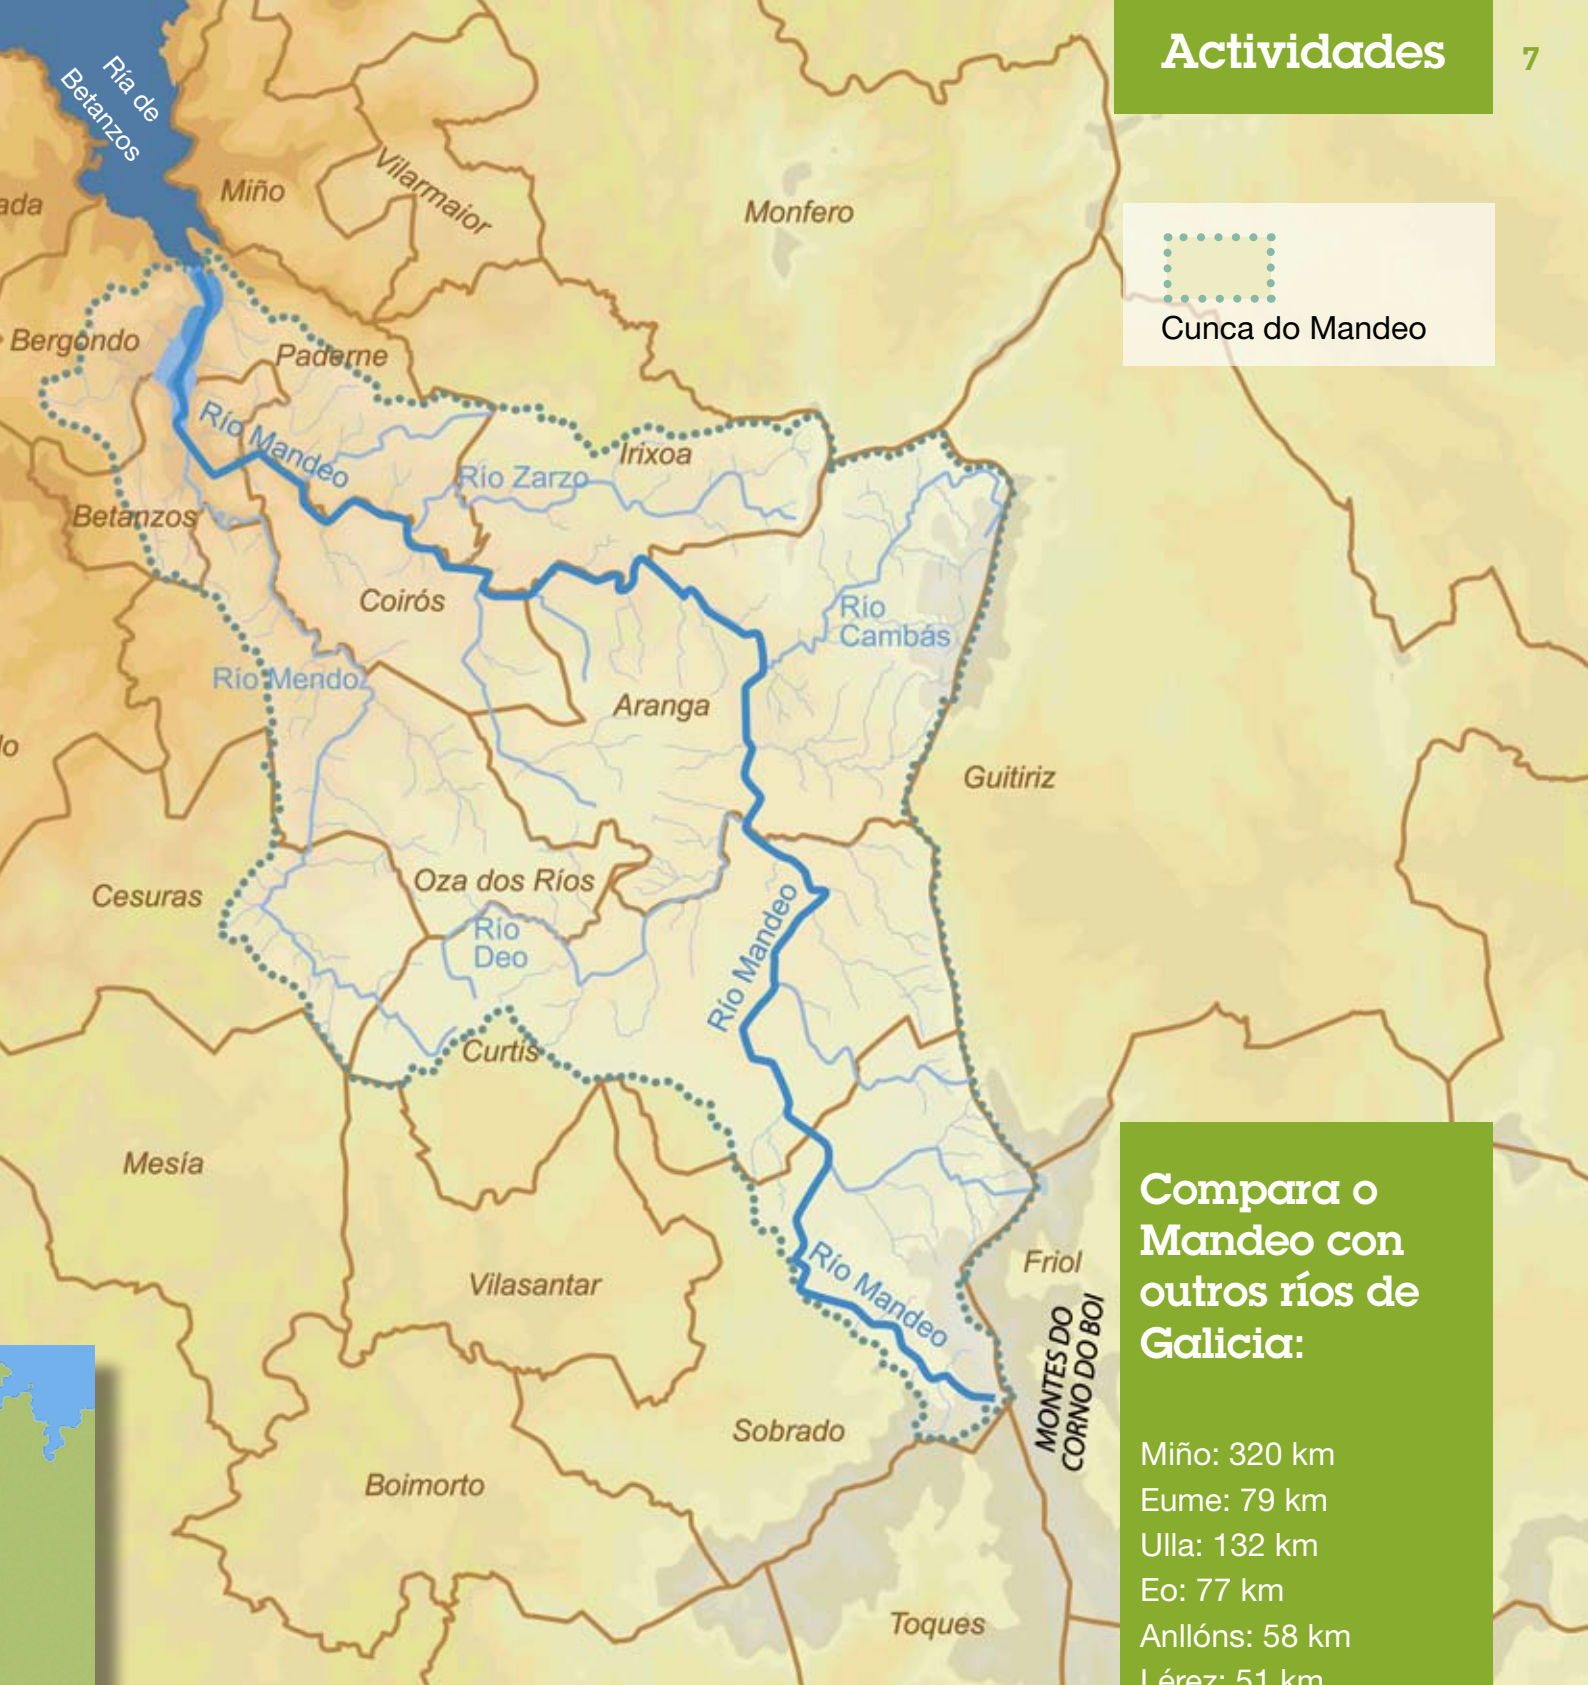 Actividades
7
Ría de
Betanzos
Miño
Vilarmaior
Monfero
Cunca do Mandeo
Bergondo
Paderne
Río Mandeo
Irixoa
Río Zarzo
Betanzos
Coirós
Río
Cambás
Río Mendo
Aranga
Guitiriz
Cesuras
Oza dos Ríos
Río
Deo
Río Mandeo
Curtis
Mesía
Vilasantar
Río Mandeo
Friol
MONTES DO
CORNO DO BOI
Sobrado
Boimorto
Toques
Compara o
Mandeo con
outros ríos de
Galicia:
Miño: 320 km
Eume: 79 km
Ulla: 132 km
Eo: 77 km
Anllóns: 58 km
Lérez: 51 km